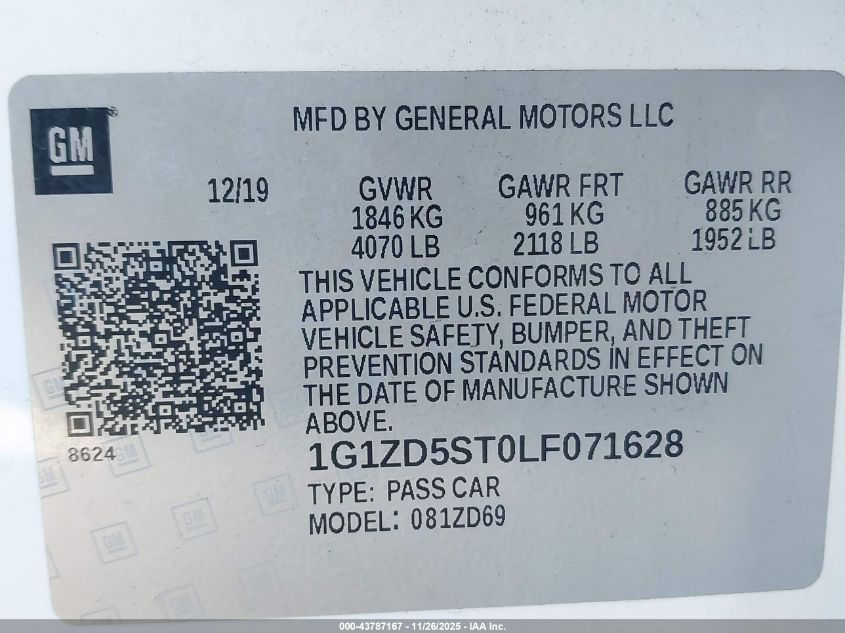 GM®
MFD BY GENERAL MOTORS LLC
12/19 GVWR GAWR FRT GAWR RR
1846 KG 961 KG 885 KG
4070 LB 2118 LB 1952 LB
THIS VEHICLE CONFORMS TO ALL
APPLICABLE U.S. FEDERAL MOTOR
VEHICLE SAFETY, BUMPER, AND THEFT
PREVENTION STANDARDS IN EFFECT ON
THE DATE OF MANUFACTURE SHOWN
ABOVE.
8624
1G1ZD5ST0LF071628
TYPE: PASS CAR
MODEL: 081ZD69
000-43787167 - 11/26/2025 - IAA Inc.